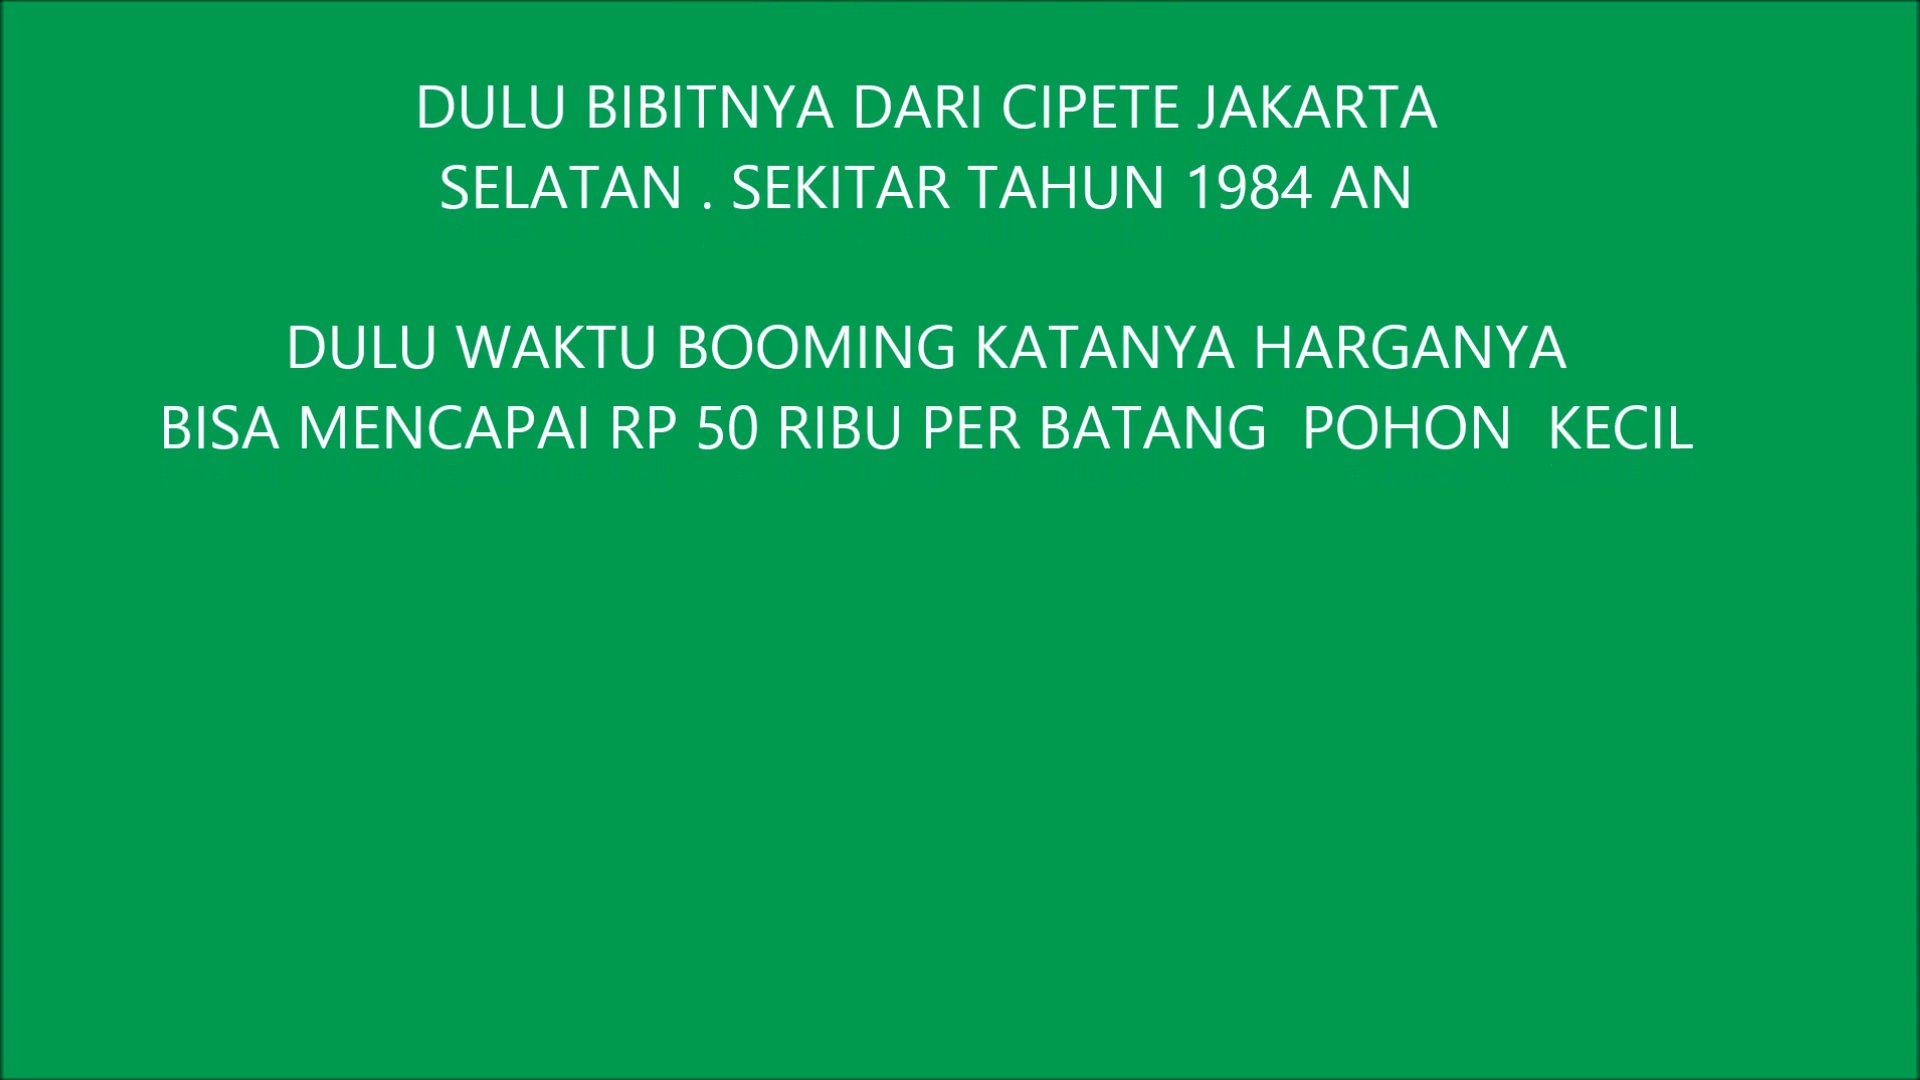 DULU BIBITNYA DARI CIPETE JAKARTA
SELATAN . SEKITAR TAHUN 1984 AN
DULU WAKTU BOOMING KATANYA HARGANYA
BISA MENCAPAI RP 50 RIBU PER BATANG  POHON  KECIL